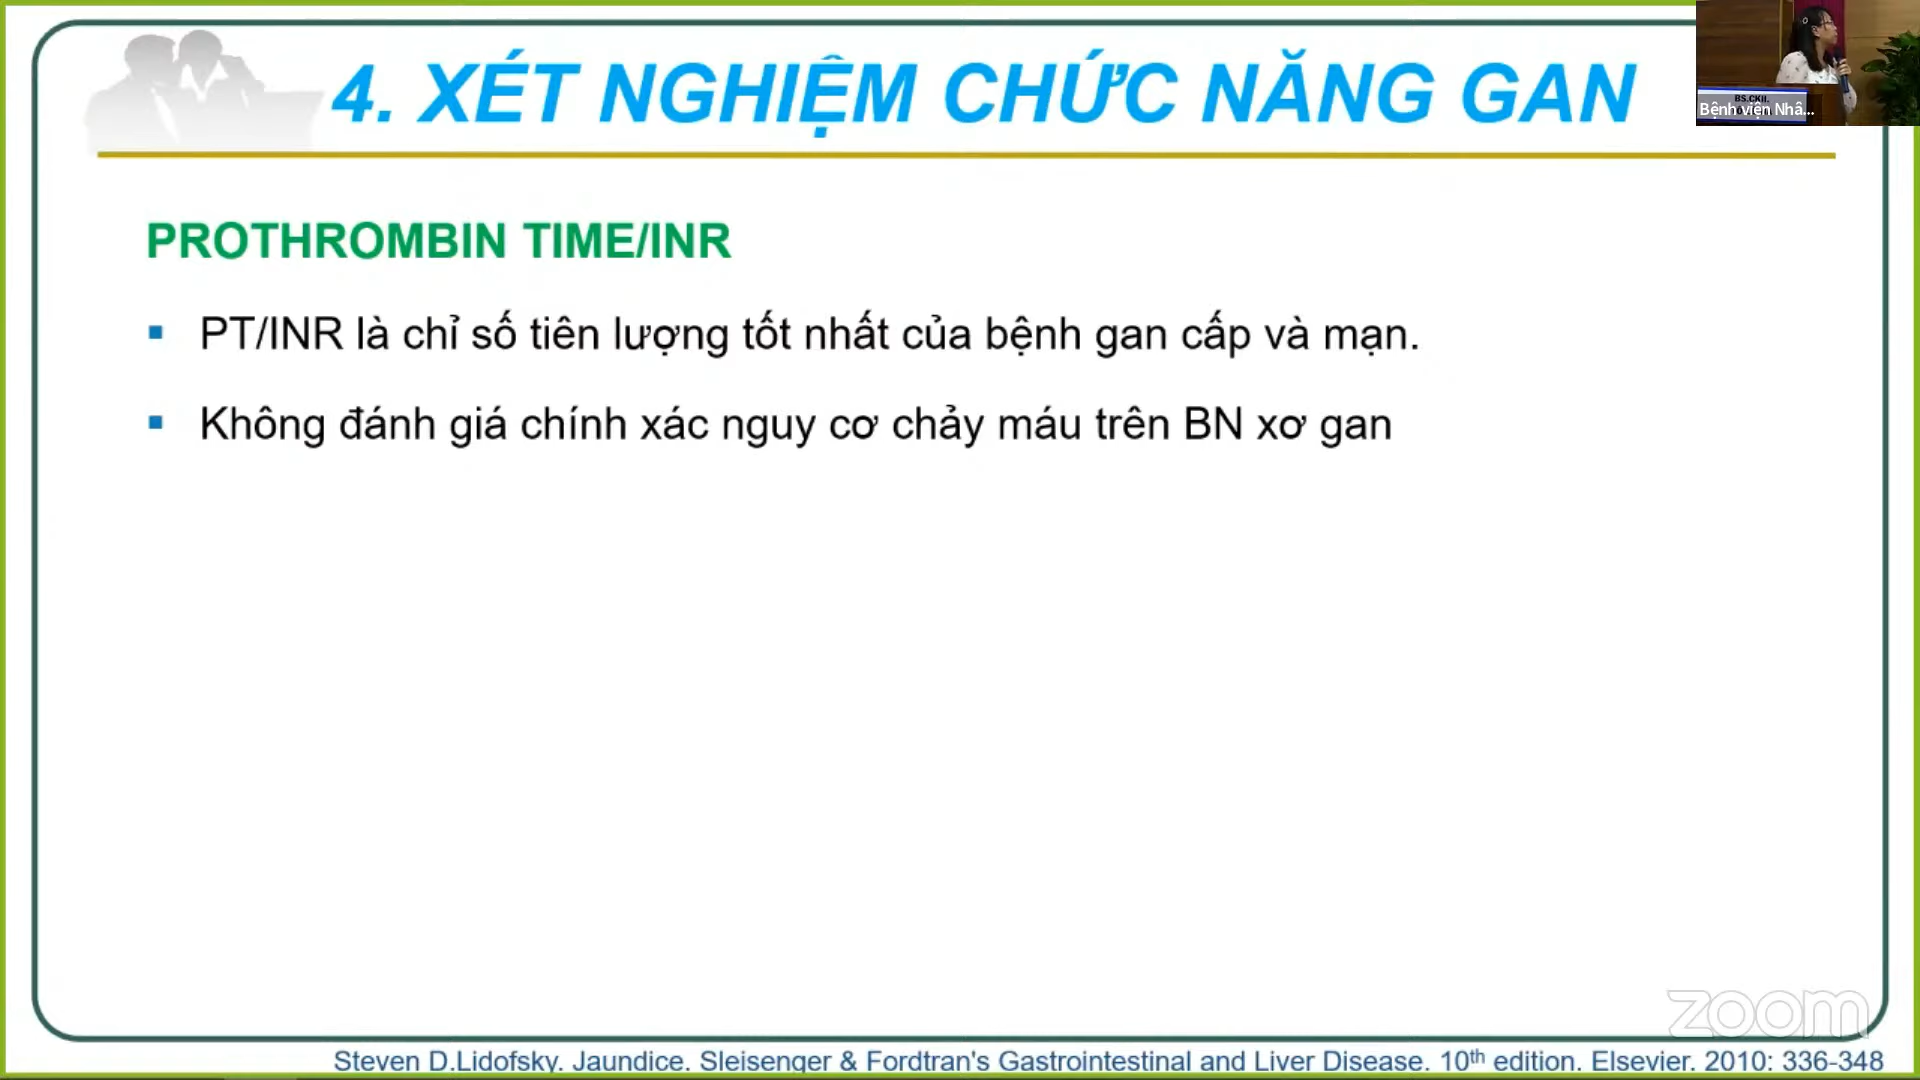 4. XÉT NGHIỆM CHỨC NĂNG GAN
BS.CKII.
Bệnh viện Nhâ...
PROTHROMBIN TIME/INR
▪ PT/INR là chỉ số tiên lượng tốt nhất của bệnh gan cấp và mạn.
▪ Không đánh giá chính xác nguy cơ chảy máu trên BN xơ gan
zoom
Steven D.Lidofsky. Jaundice. Sleisenger & Fordtran's Gastrointestinal and Liver Disease. 10th edition. Elsevier. 2010: 336-348